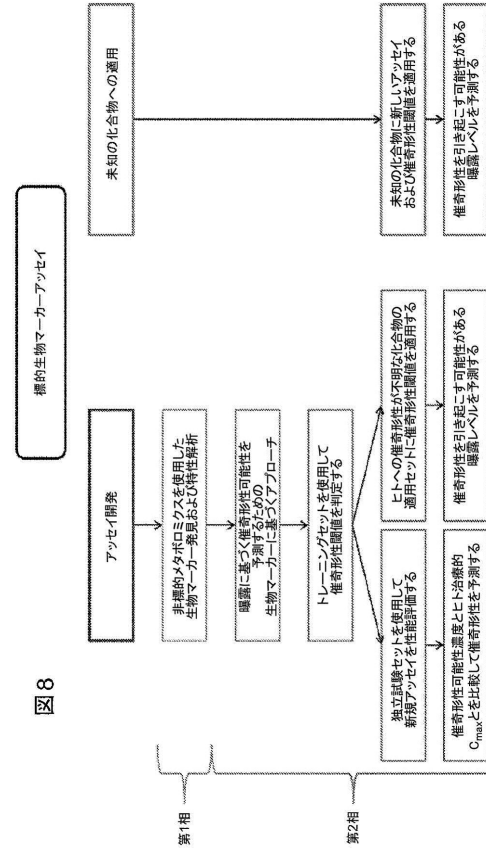 図8
標的生物マーカーアッセイ
アッセイ開発
未知の化合物への適用
第1相
非標的メタボロミクスを使用した
生物マーカー発見および特性解析
第2相
曝露に基づく催奇形性可能性を
予測するための
生物マーカーに基づくアプローチ
トレーニングセットを使用して
催奇形性閾値を判定する
独立試験セットを使用して
新規アッセイを性能評価する
ヒトへの催奇形性が不明な化合物の
適用セットに催奇形性閾値を適用する
未知の化合物に新しいアッセイ
および催奇形性閾値を適用する
催奇形性可能性濃度とヒト治療的
Cmaxとを比較して催奇形性を予測する
催奇形性を引き起こす可能性がある
曝露レベルを予測する
催奇形性を引き起こす可能性がある
曝露レベルを予測する